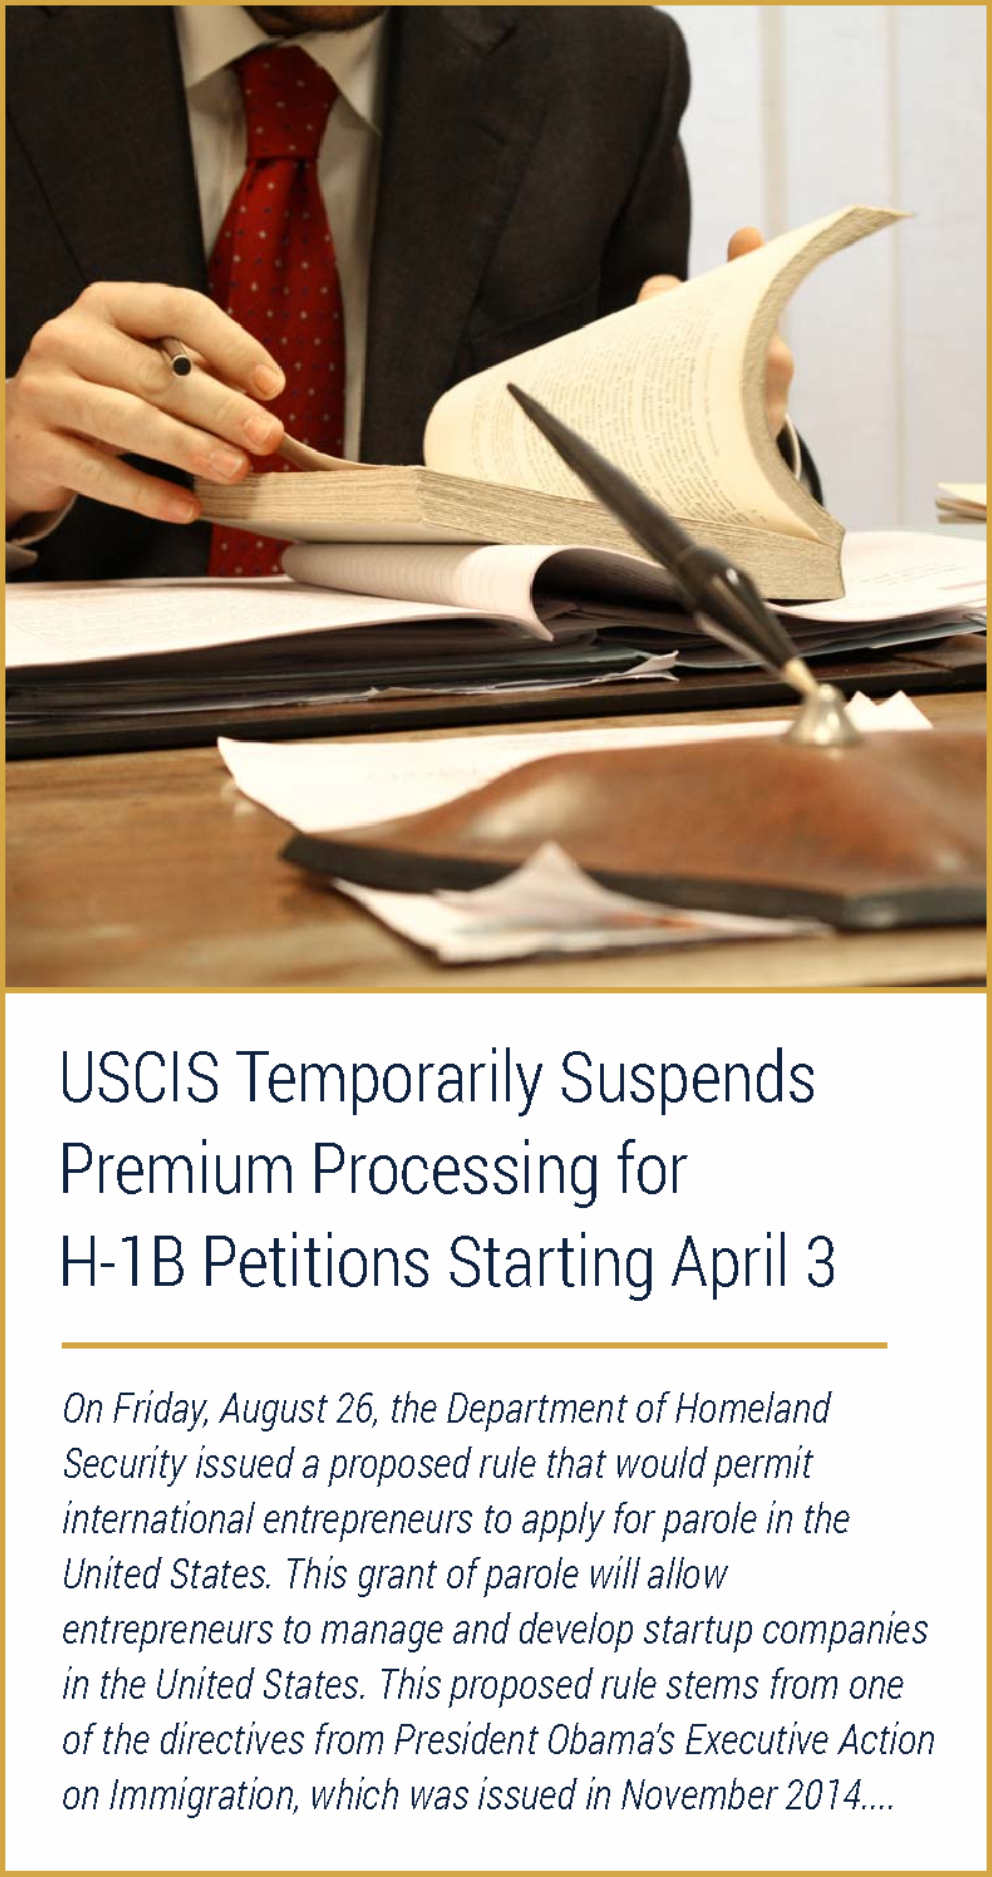 USCIS Temporarily Suspends
Premium Processing for
H-1B Petitions Starting April 3
On Friday, August 26, the Department of Homeland
Security issued a proposed rule that would permit
international entrepreneurs to apply for parole in the
United States. This grant of parole will allow
entrepreneurs to manage and develop startup companies
in the United States. This proposed rule stems from one
of the directives from President Obama's Executive Action
on Immigration, which was issued in November 2014....